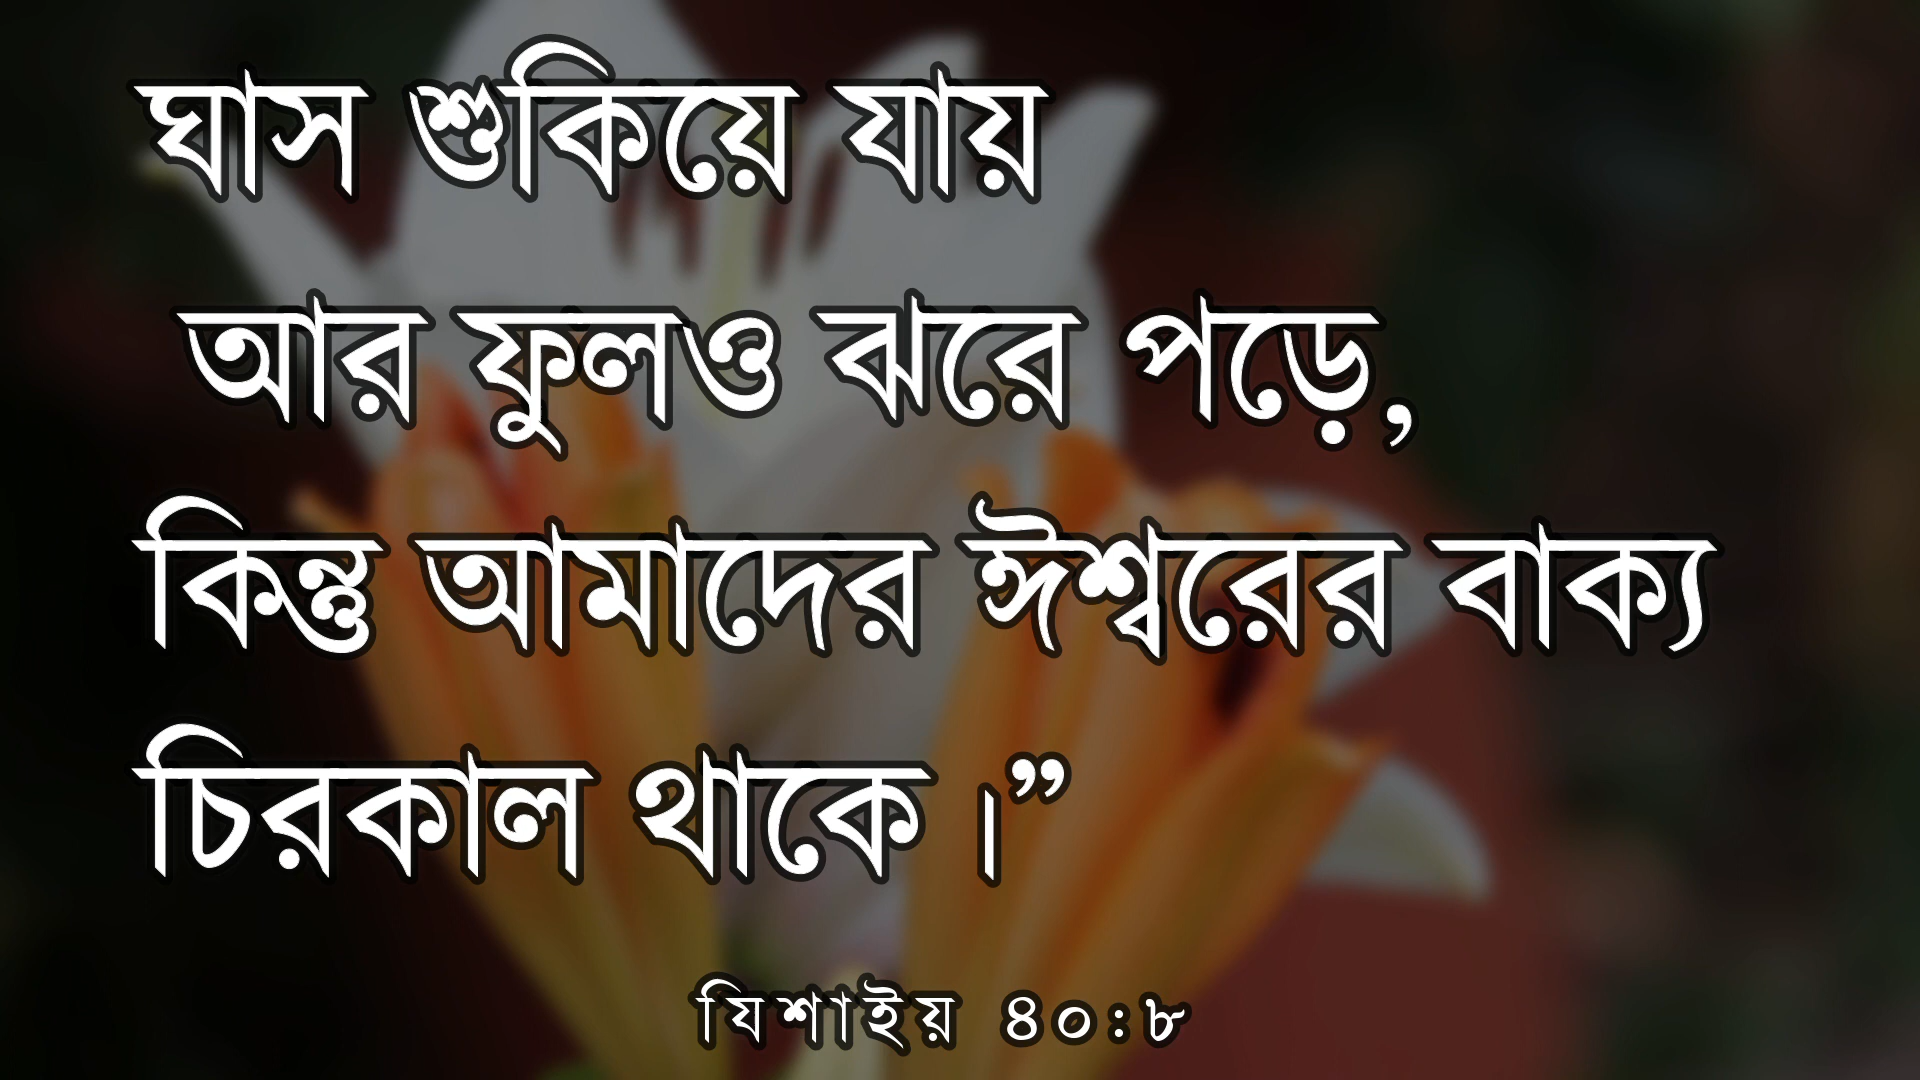 ঘাস শুকিয়ে যায়
আর ফুলও ঝরে পড়ে,
কিন্তু আমাদের ঈশ্বরের বাক্য
চিরকাল থাকে।”
যিশাইয় ৪০:৮